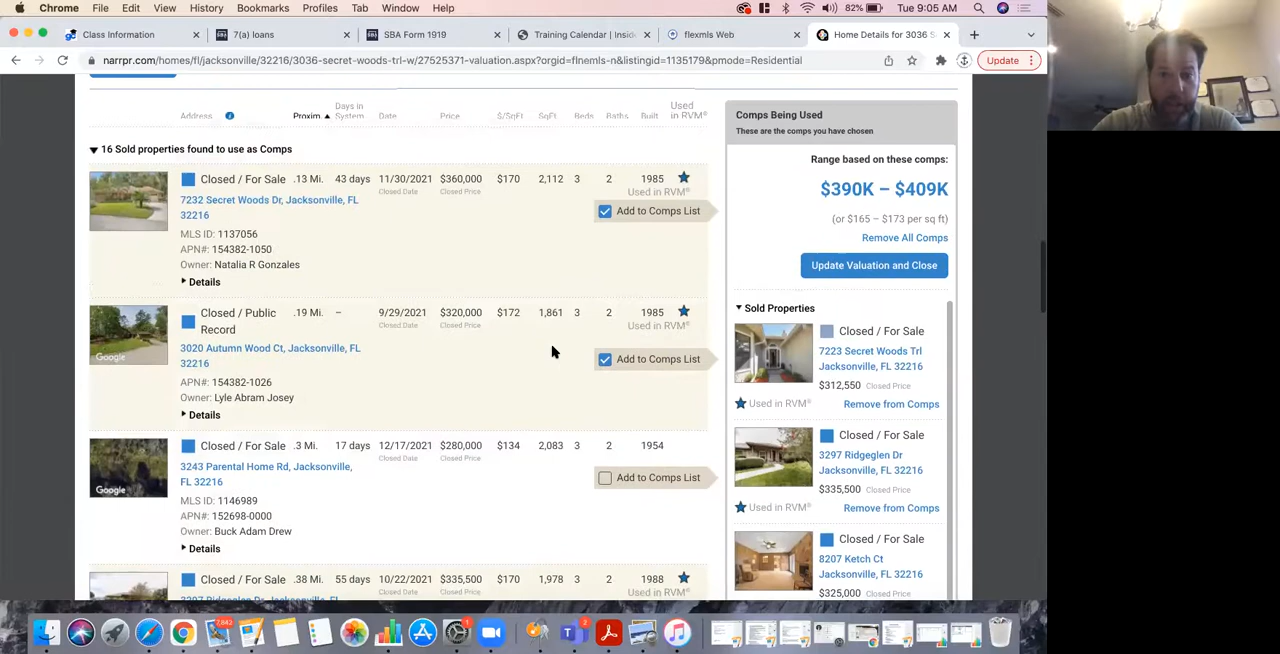 Chrome File Edit View History Bookmarks Profiles Tab Window Help 82% Tue 9:05 AM
Class Information 7(a) loans SBA Form 1919 Training Calendar | Insid flexmls Web Home Details for 3036 S
narrpr.com/homes/fl/jacksonville/32216/3036-secret-woods-trl-w/27525371-valuation.aspx?orgid=flnemls-n&listingid=1135179&pmode=Residential Update
Address Proxim. Days in System Date Price $/SqFt SqFt Beds Baths Built Used in RVM®
16 Sold properties found to use as Comps
Closed / For Sale .13 Mi. 43 days 11/30/2021 $360,000 $170 2,112 3 2 1985
Closed Date Closed Price Used in RVM®
7232 Secret Woods Dr, Jacksonville, FL
32216
Add to Comps List
MLS ID: 1137056
APN#: 154382-1050
Owner: Natalia R Gonzales
Details
Closed / Public
Record
.19 Mi. – 9/29/2021 $320,000 $172 1,861 3 2 1985
Closed Date Closed Price Used in RVM®
3020 Autumn Wood Ct, Jacksonville, FL
32216
Add to Comps List
Google
APN#: 154382-1026
Owner: Lyle Abram Josey
Details
Closed / For Sale .3 Mi. 17 days 12/17/2021 $280,000 $134 2,083 3 2 1954
Closed Date Closed Price
3243 Parental Home Rd, Jacksonville,
FL 32216
Add to Comps List
Google
MLS ID: 1146989
APN#: 152698-0000
Owner: Buck Adam Drew
Details
Closed / For Sale .38 Mi. 55 days 10/22/2021 $335,500 $170 1,978 3 2 1988
Closed Date Closed Price Used in RVM®
3297 Ridgeglen Dr, Jacksonville, FL
Comps Being Used
These are the comps you have chosen
Range based on these comps:
$390K – $409K
(or $165 – $173 per sq ft)
Remove All Comps
Update Valuation and Close
Sold Properties
Closed / For Sale
7223 Secret Woods Trl
Jacksonville, FL 32216
$312,550 Closed Price
Used in RVM® Remove from Comps
Closed / For Sale
3297 Ridgeglen Dr
Jacksonville, FL 32216
$335,500 Closed Price
Used in RVM® Remove from Comps
Closed / For Sale
8207 Ketch Ct
Jacksonville, FL 32216
$325,000 Closed Price
7,842 1 2